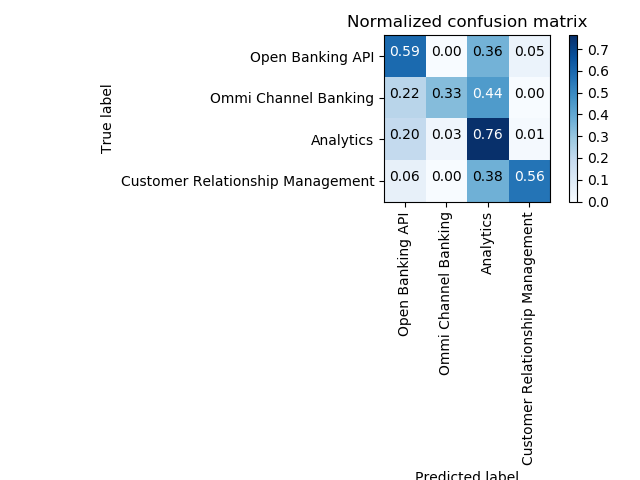 Normalized confusion matrix
True label
Open Banking API 0.59 0.00 0.36 0.05
Ommi Channel Banking 0.22 0.33 0.44 0.00
Analytics 0.20 0.03 0.76 0.01
Customer Relationship Management 0.06 0.00 0.38 0.56
Open Banking API
Ommi Channel Banking
Analytics
Customer Relationship Management
Predicted label
0.7
0.6
0.5
0.4
0.3
0.2
0.1
0.0